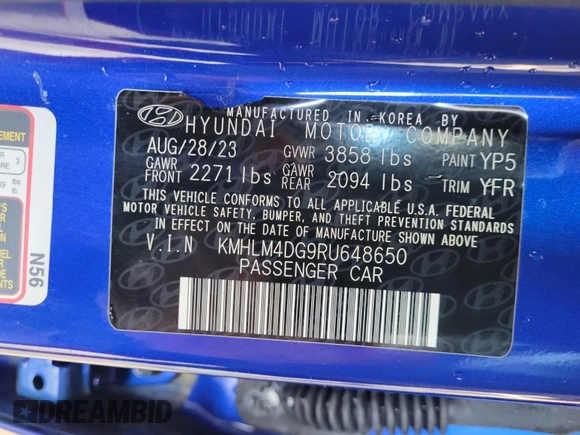 MANUFACTURED IN KOREA BY
HYUNDAI MOTOR COMPANY
AUG/28/23 GVWR 3858 lbs PAINT YP5
GAWR FRONT 2271 lbs GAWR REAR 2094 lbs TRIM YFR
THIS VEHICLE CONFORMS TO ALL APPLICABLE U.S.A. FEDERAL
MOTOR VEHICLE SAFETY, BUMPER, AND THEFT PREVENTION STANDARDS
IN EFFECT ON THE DATE OF MANUFACTURE SHOWN ABOVE.
V.I.N KMHLM4DG9RU648650
PASSENGER CAR
N56
DREAMBID